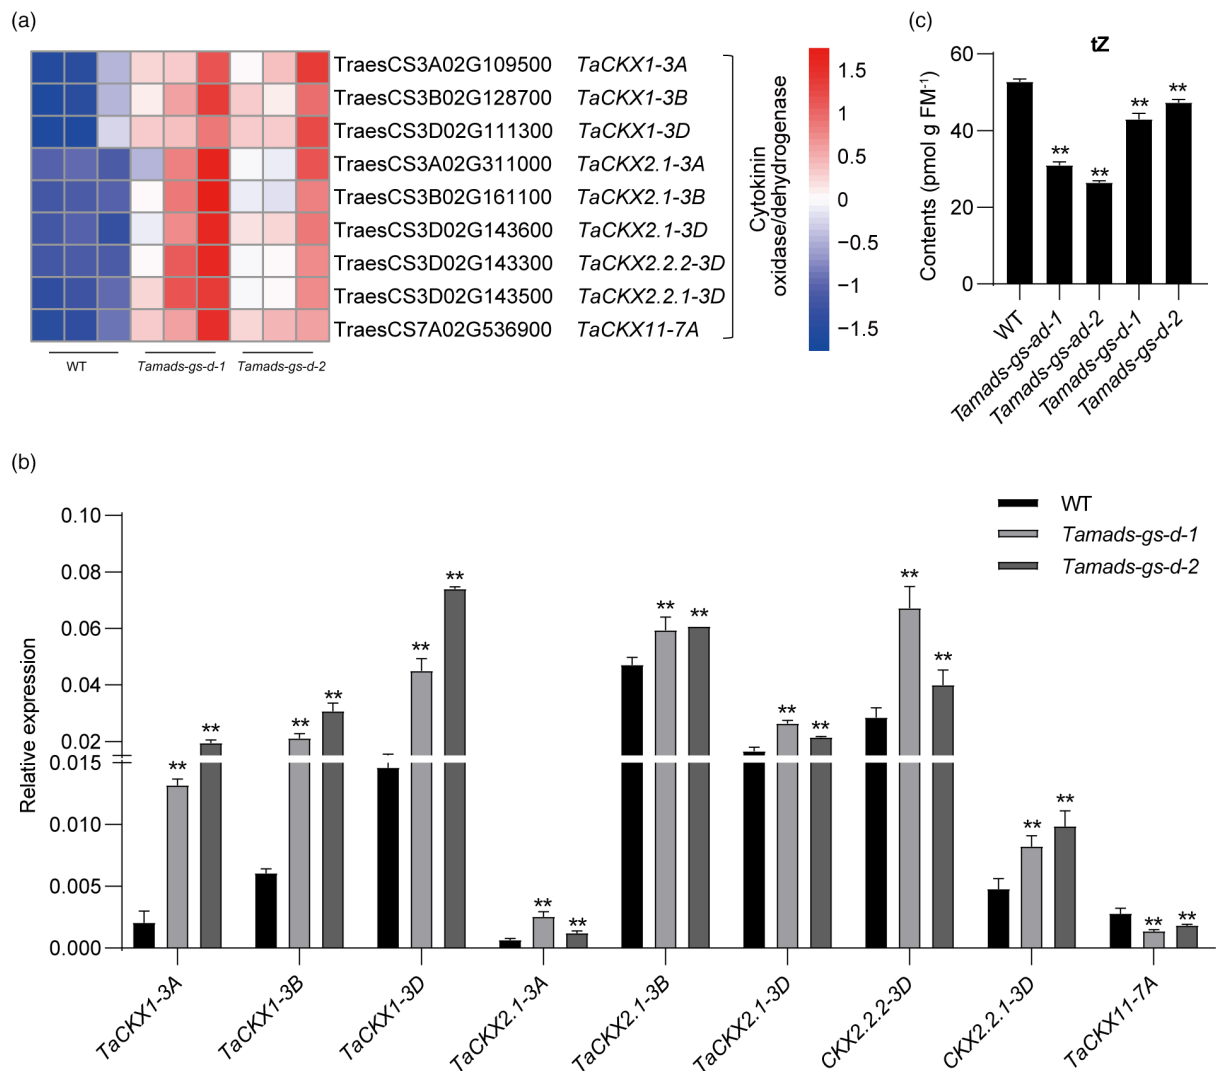 (a)
TraesCS3A02G109500 TaCKX1-3A
TraesCS3B02G128700 TaCKX1-3B
TraesCS3D02G111300 TaCKX1-3D
TraesCS3A02G311000 TaCKX2.1-3A
TraesCS3B02G161100 TaCKX2.1-3B
TraesCS3D02G143600 TaCKX2.1-3D
TraesCS3D02G143300 TaCKX2.2.2-3D
TraesCS3D02G143500 TaCKX2.2.1-3D
TraesCS7A02G536900 TaCKX11-7A
WT Tamads-gs-d-1 Tamads-gs-d-2
Cytokinin
oxidase/dehydrogenase
1.5
1
0.5
0
−0.5
−1
−1.5
(c)
tZ
Contents (pmol g FM⁻¹)
60
40
20
0
** ** ** **
WT
Tamads-gs-ad-1
Tamads-gs-ad-2
Tamads-gs-d-1
Tamads-gs-d-2
(b)
WT
Tamads-gs-d-1
Tamads-gs-d-2
Relative expression
0.10
0.08
0.06
0.04
0.02
0.015
0.010
0.005
0.000
** ** ** ** ** ** ** ** ** ** ** ** ** ** ** ** ** **
TaCKX1-3A
TaCKX1-3B
TaCKX1-3D
TaCKX2.1-3A
TaCKX2.1-3B
TaCKX2.1-3D
CKX2.2.2-3D
CKX2.2.1-3D
TaCKX11-7A